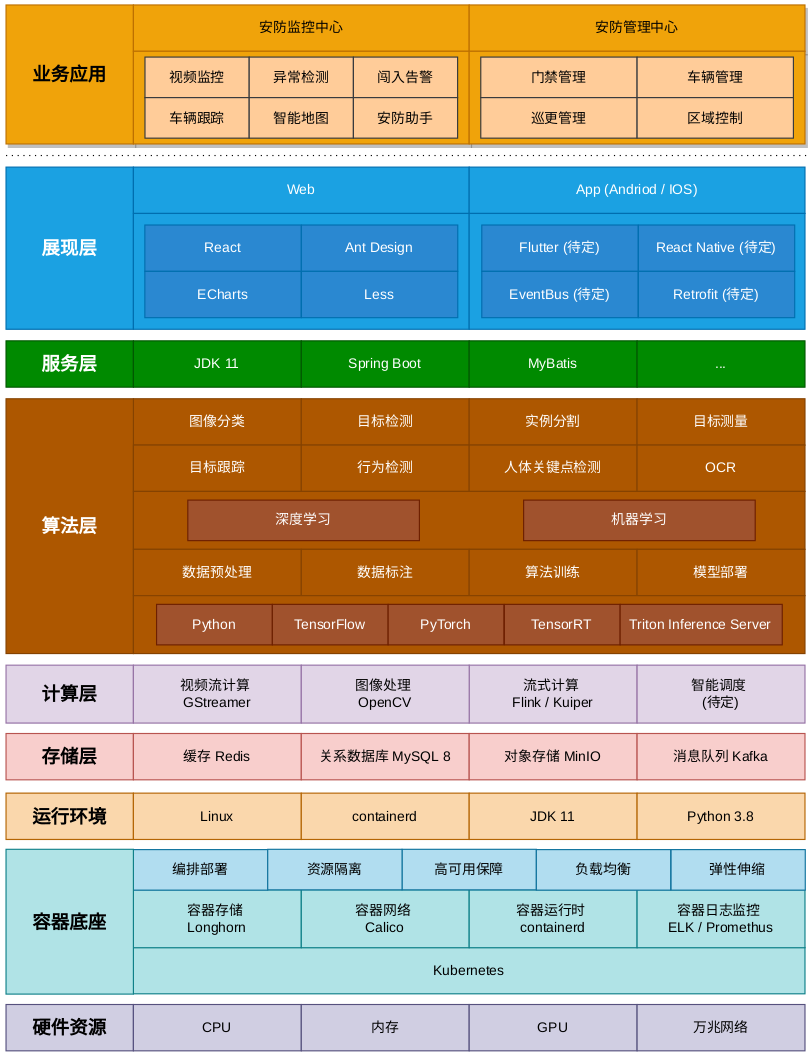 业务应用
安防监控中心
安防管理中心
视频监控
异常检测
闯入告警
门禁管理
车辆管理
车辆跟踪
智能地图
安防助手
巡更管理
区域控制
展现层
Web
App (Andriod / IOS)
React
Ant Design
Flutter (待定)
React Native (待定)
ECharts
Less
EventBus (待定)
Retrofit (待定)
服务层
JDK 11
Spring Boot
MyBatis
...
算法层
图像分类
目标检测
实例分割
目标测量
目标跟踪
行为检测
人体关键点检测
OCR
深度学习
机器学习
数据预处理
数据标注
算法训练
模型部署
Python
TensorFlow
PyTorch
TensorRT
Triton Inference Server
计算层
视频流计算
GStreamer
图像处理
OpenCV
流式计算
Flink / Kuiper
智能调度
(待定)
存储层
缓存 Redis
关系数据库 MySQL 8
对象存储 MinIO
消息队列 Kafka
运行环境
Linux
containerd
JDK 11
Python 3.8
容器底座
编排部署
资源隔离
高可用保障
负载均衡
弹性伸缩
容器存储
Longhorn
容器网络
Calico
容器运行时
containerd
容器日志监控
ELK / Promethus
Kubernetes
硬件资源
CPU
内存
GPU
万兆网络